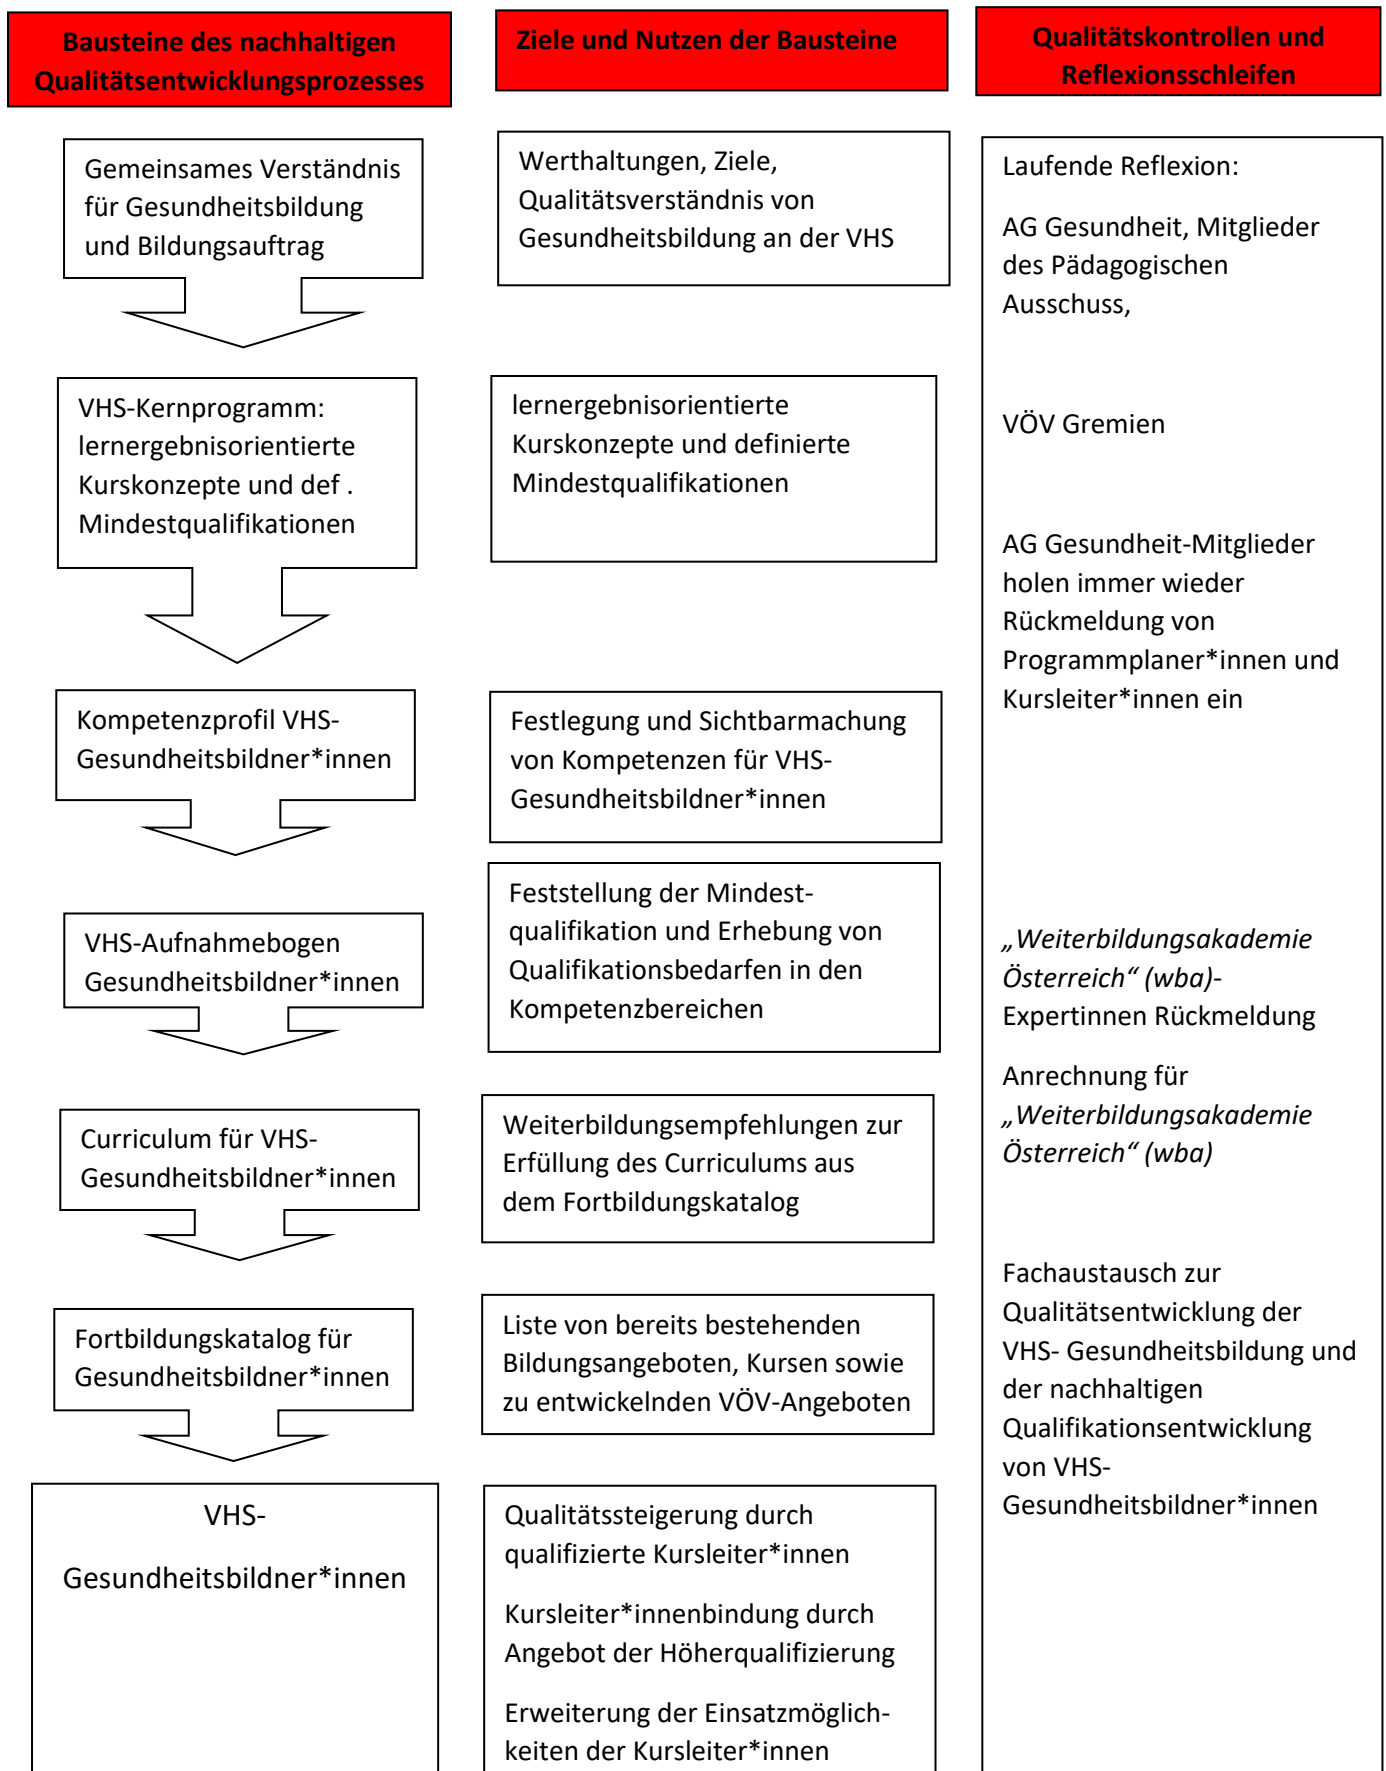 Bausteine des nachhaltigen
Qualitätsentwicklungsprozesses
Gemeinsames Verständnis
für Gesundheitsbildung
und Bildungsauftrag
VHS-Kernprogramm:
lernergebnisorientierte
Kurskonzepte und def .
Mindestqualifikationen
Kompetenzprofil VHS-
Gesundheitsbildner*innen
VHS-Aufnahmebogen
Gesundheitsbildner*innen
Curriculum für VHS-
Gesundheitsbildner*innen
Fortbildungskatalog für
Gesundheitsbildner*innen
VHS-
Gesundheitsbildner*innen
Ziele und Nutzen der Bausteine
Werthaltungen, Ziele,
Qualitätsverständnis von
Gesundheitsbildung an der VHS
lernergebnisorientierte
Kurskonzepte und definierte
Mindestqualifikationen
Festlegung und Sichtbarmachung
von Kompetenzen für VHS-
Gesundheitsbildner*innen
Feststellung der Mindest-
qualifikation und Erhebung von
Qualifikationsbedarfen in den
Kompetenzbereichen
Weiterbildungsempfehlungen zur
Erfüllung des Curriculums aus
dem Fortbildungskatalog
Liste von bereits bestehenden
Bildungsangeboten, Kursen sowie
zu entwickelnden VÖV-Angeboten
Qualitätssteigerung durch
qualifizierte Kursleiter*innen
Kursleiter*innenbindung durch
Angebot der Höherqualifizierung
Erweiterung der Einsatzmöglich-
keiten der Kursleiter*innen
Qualitätskontrollen und
Reflexionsschleifen
Laufende Reflexion:
AG Gesundheit, Mitglieder
des Pädagogischen
Ausschuss,
VÖV Gremien
AG Gesundheit-Mitglieder
holen immer wieder
Rückmeldung von
Programmplaner*innen und
Kursleiter*innen ein
„Weiterbildungsakademie
Österreich“ (wba)-
Expertinnen Rückmeldung
Anrechnung für
„Weiterbildungsakademie
Österreich“ (wba)
Fachaustausch zur
Qualitätsentwicklung der
VHS- Gesundheitsbildung und
der nachhaltigen
Qualifikationsentwicklung
von VHS-
Gesundheitsbildner*innen